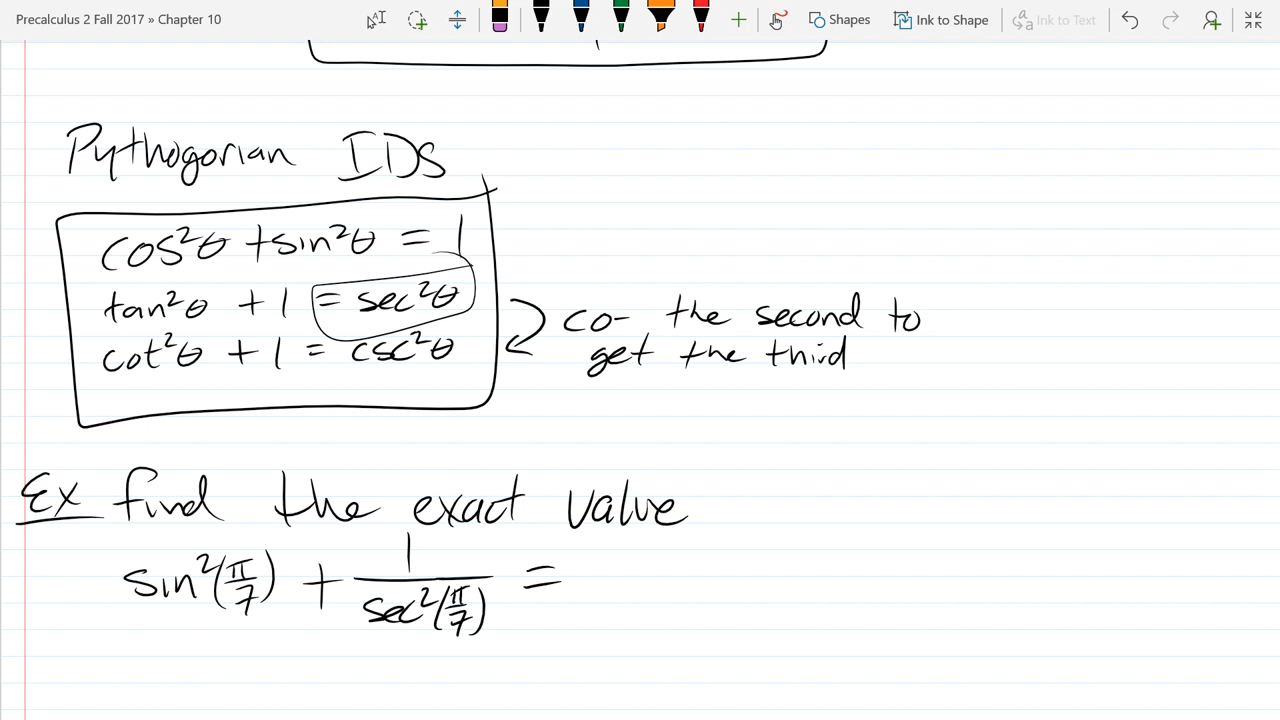 Precalculus 2 Fall 2017 » Chapter 10
Shapes
Ink to Shape
Ink to Text
Pythogorian IDS
cos²θ + sin²θ = 1
tan²θ + 1 = sec²θ
cot²θ + 1 = csc²θ
co- the second to
get the third
Ex find the exact value
sin²(π/7) + 1/sec²(π/7) =